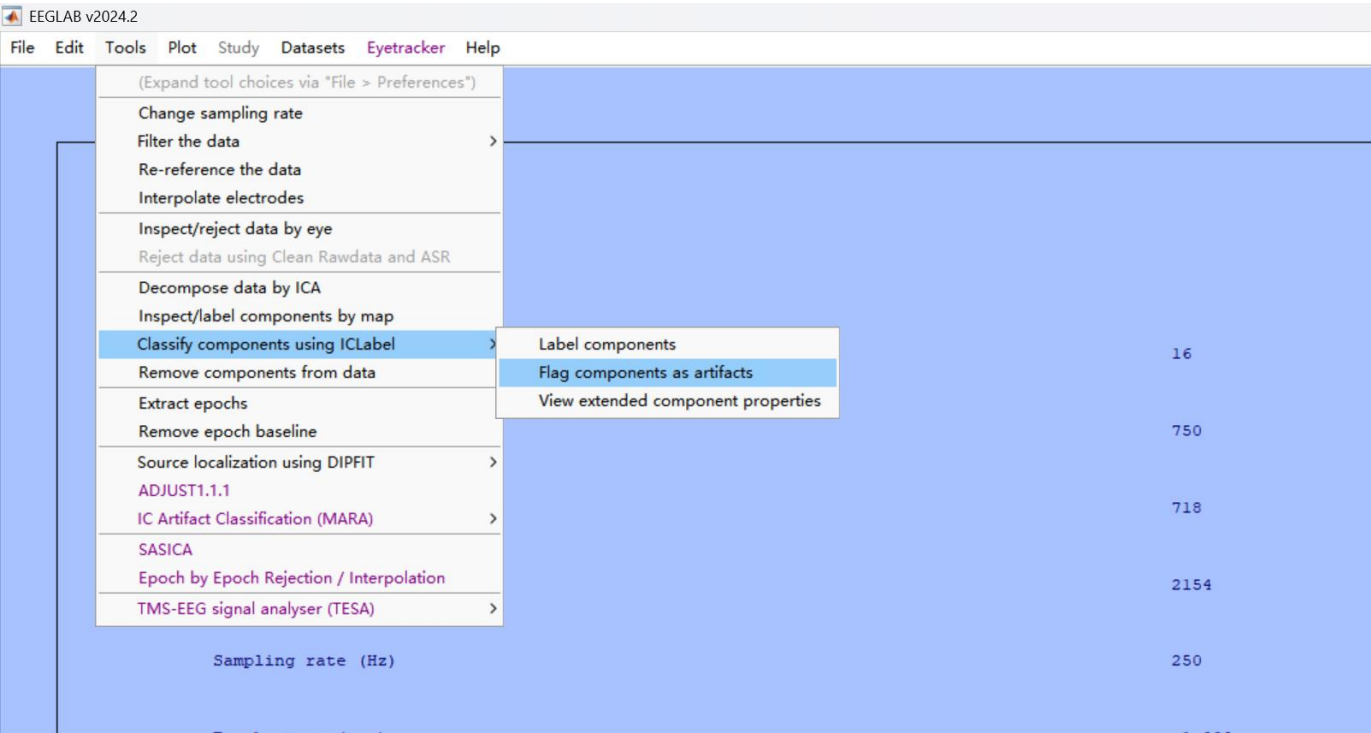 EEGLAB v2024.2
File Edit Tools Plot Study Datasets Eyetracker Help
(Expand tool choices via "File > Preferences")
Change sampling rate
Filter the data
Re-reference the data
Interpolate electrodes
Inspect/reject data by eye
Reject data using Clean Rawdata and ASR
Decompose data by ICA
Inspect/label components by map
Classify components using ICLabel
Remove components from data
Extract epochs
Remove epoch baseline
Source localization using DIPFIT
ADJUST1.1.1
IC Artifact Classification (MARA)
SASICA
Epoch by Epoch Rejection / Interpolation
TMS-EEG signal analyser (TESA)
Label components
Flag components as artifacts
View extended component properties
16
750
718
2154
Sampling rate (Hz) 250